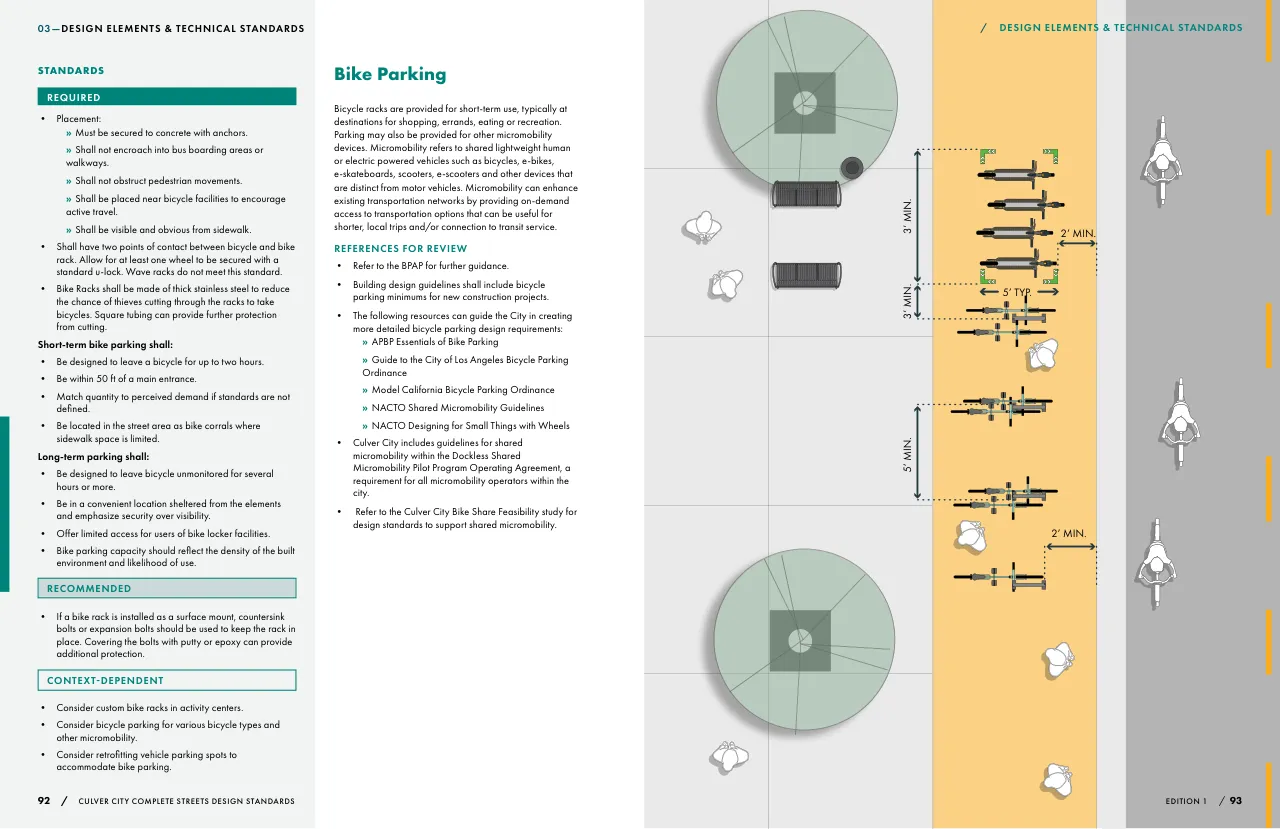 03—DESIGN ELEMENTS & TECHNICAL STANDARDS
STANDARDS
REQUIRED
• Placement:
» Must be secured to concrete with anchors.
» Shall not encroach into bus boarding areas or
walkways.
» Shall not obstruct pedestrian movements.
» Shall be placed near bicycle facilities to encourage
active travel.
» Shall be visible and obvious from sidewalk.
• Shall have two points of contact between bicycle and bike
rack. Allow for at least one wheel to be secured with a
standard u-lock. Wave racks do not meet this standard.
• Bike Racks shall be made of thick stainless steel to reduce
the chance of thieves cutting through the racks to take
bicycles. Square tubing can provide further protection
from cutting.
Short-term bike parking shall:
• Be designed to leave a bicycle for up to two hours.
• Be within 50 ft of a main entrance.
• Match quantity to perceived demand if standards are not
defined.
• Be located in the street area as bike corrals where
sidewalk space is limited.
Long-term parking shall:
• Be designed to leave bicycle unmonitored for several
hours or more.
• Be in a convenient location sheltered from the elements
and emphasize security over visibility.
• Offer limited access for users of bike locker facilities.
• Bike parking capacity should reflect the density of the built
environment and likelihood of use.
RECOMMENDED
• If a bike rack is installed as a surface mount, countersink
bolts or expansion bolts should be used to keep the rack in
place. Covering the bolts with putty or epoxy can provide
additional protection.
CONTEXT-DEPENDENT
• Consider custom bike racks in activity centers.
• Consider bicycle parking for various bicycle types and
other micromobility.
• Consider retrofitting vehicle parking spots to
accommodate bike parking.
92 / CULVER CITY COMPLETE STREETS DESIGN STANDARDS
Bike Parking
Bicycle racks are provided for short-term use, typically at
destinations for shopping, errands, eating or recreation.
Parking may also be provided for other micromobility
devices. Micromobility refers to shared lightweight human
or electric powered vehicles such as bicycles, e-bikes,
e-skateboards, scooters, e-scooters and other devices that
are distinct from motor vehicles. Micromobility can enhance
existing transportation networks by providing on-demand
access to transportation options that can be useful for
shorter, local trips and/or connection to transit service.
REFERENCES FOR REVIEW
• Refer to the BPAP for further guidance.
• Building design guidelines shall include bicycle
parking minimums for new construction projects.
• The following resources can guide the City in creating
more detailed bicycle parking design requirements:
» APBP Essentials of Bike Parking
» Guide to the City of Los Angeles Bicycle Parking
Ordinance
» Model California Bicycle Parking Ordinance
» NACTO Shared Micromobility Guidelines
» NACTO Designing for Small Things with Wheels
• Culver City includes guidelines for shared
micromobility within the Dockless Shared
Micromobility Pilot Program Operating Agreement, a
requirement for all micromobility operators within the
city.
• Refer to the Culver City Bike Share Feasibility study for
design standards to support shared micromobility.
/ DESIGN ELEMENTS & TECHNICAL STANDARDS
3’ MIN.
2’ MIN.
5’ TYP.
3’ MIN.
5’ MIN.
2’ MIN.
EDITION 1 / 93